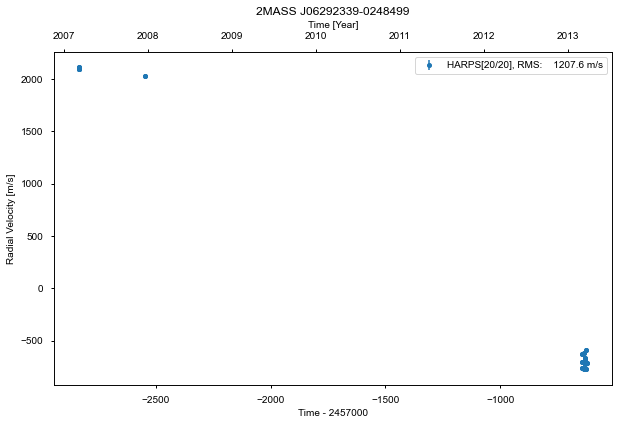 2MASS J06292339-0248499
Time [Year]
2007 2008 2009 2010 2011 2012 2013
HARPS[20/20], RMS: 1207.6 m/s
2000
1500
1000
500
0
−500
Radial Velocity [m/s]
−2500 −2000 −1500 −1000
Time - 2457000